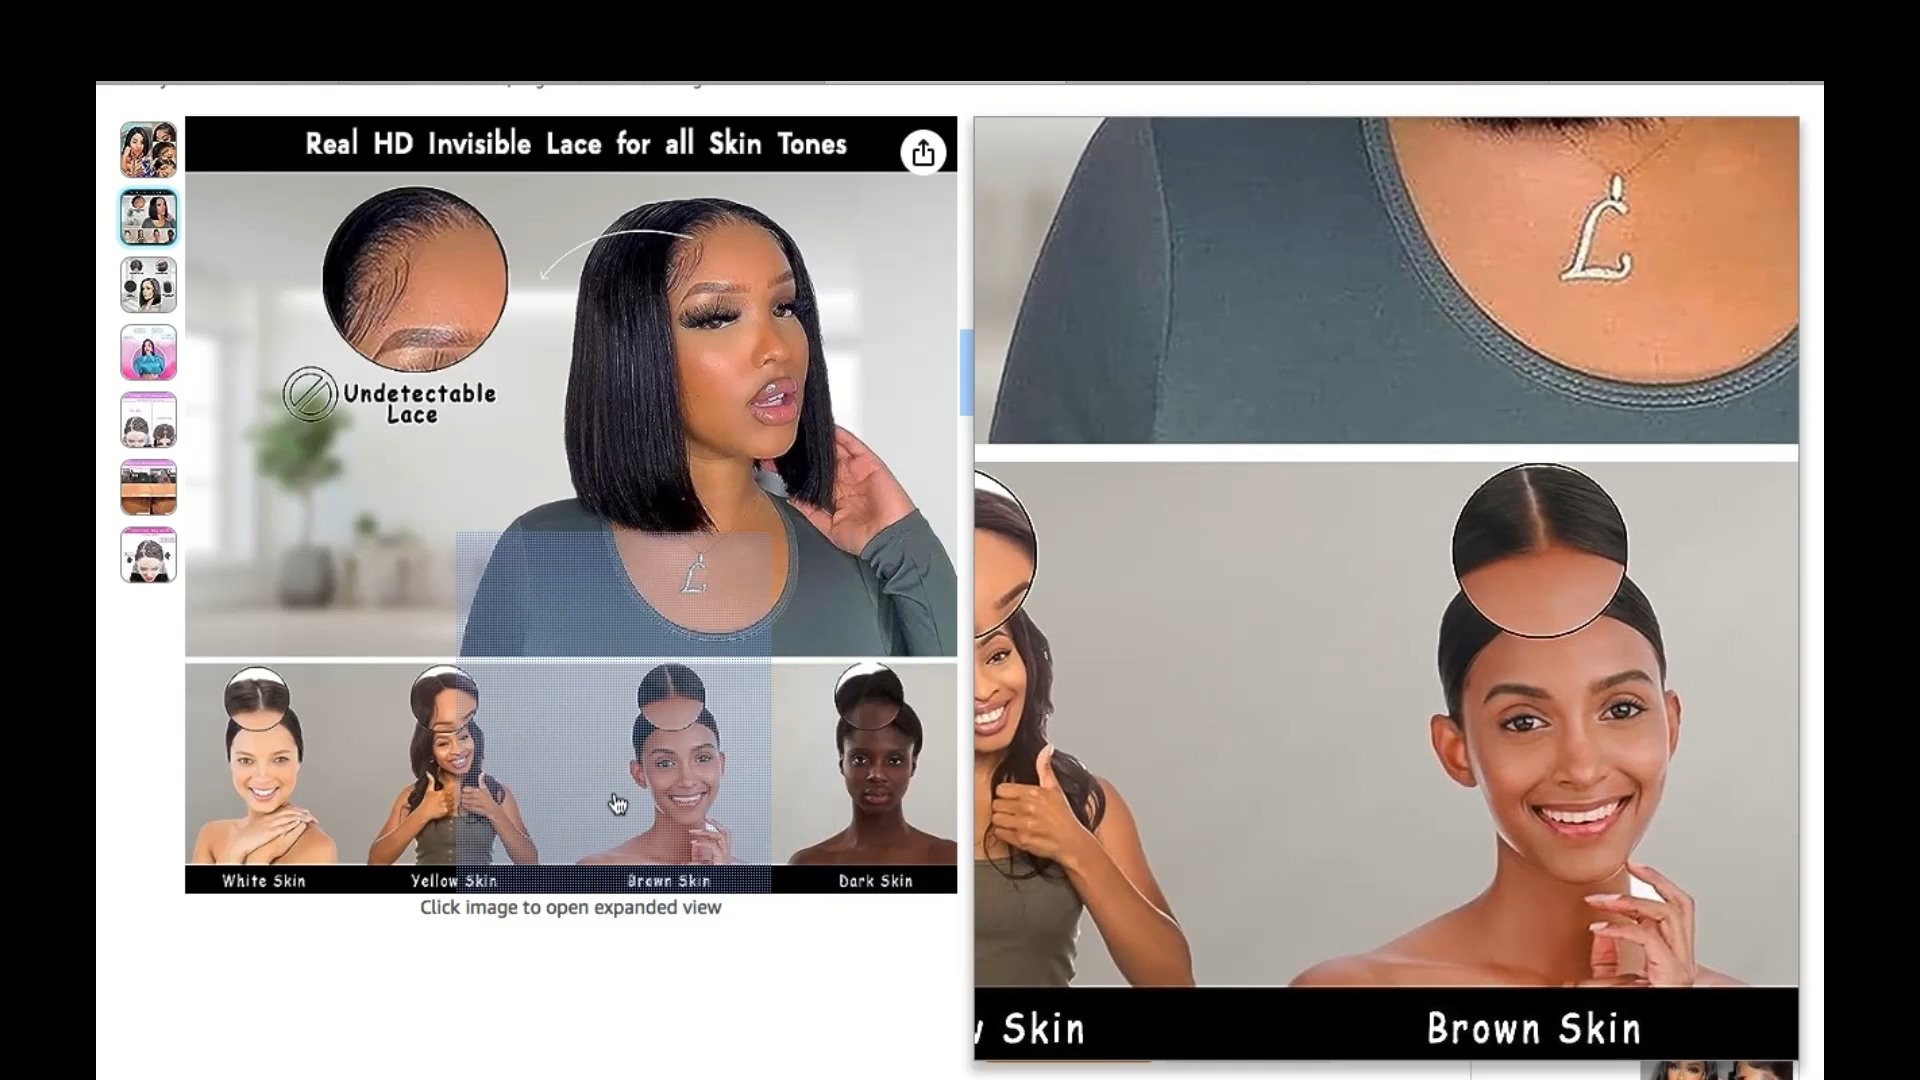 Real HD Invisible Lace for all Skin Tones
Undetectable
Lace
L
White Skin
Yellow Skin
Brown Skin
Dark Skin
Click image to open expanded view
L
Skin
Brown Skin